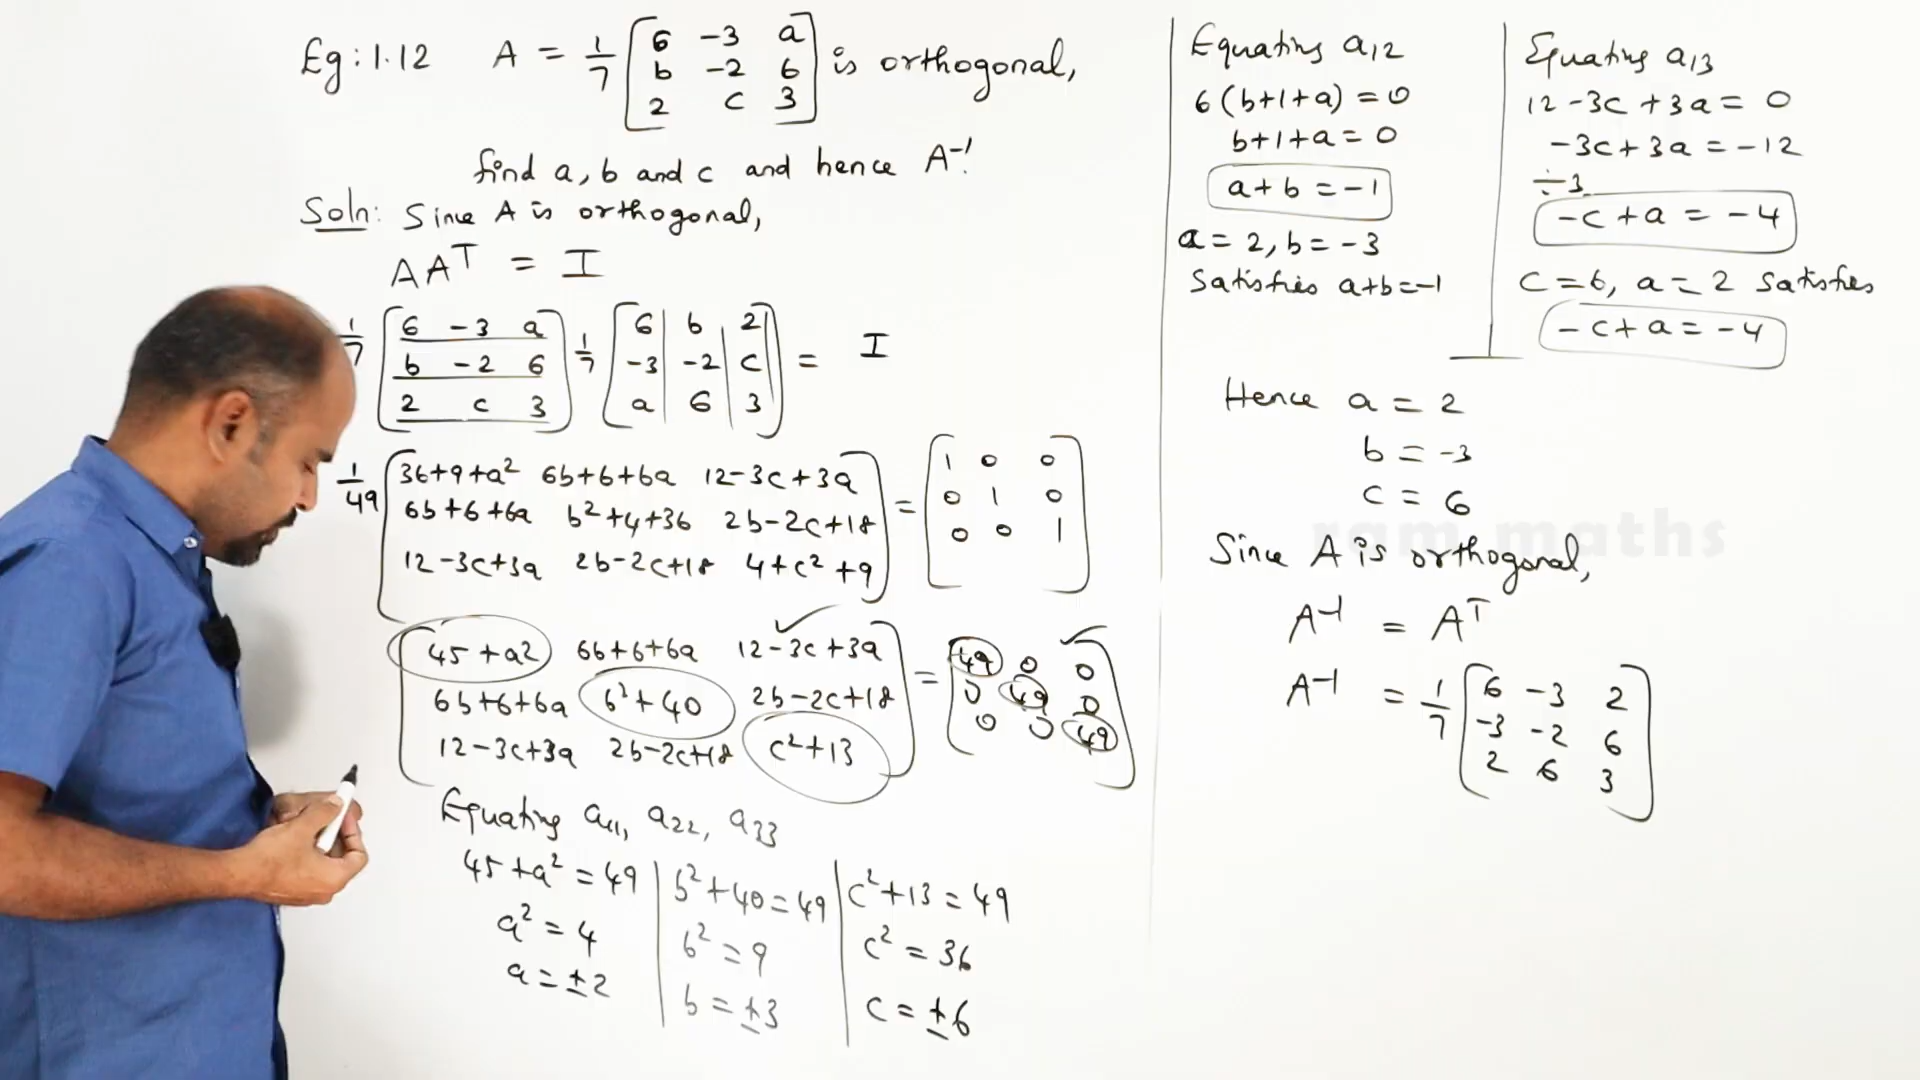 Eg: 1.12 A = 1/7 [6 -3 a
b -2 6
2 c 3] is orthogonal,
find a, b and c and hence A⁻¹.
Soln: Since A is orthogonal,
AAᵀ = I
1/7 [6 -3 a
b -2 6
2 c 3] 1/7 [6 b 2
-3 -2 c
a 6 3] = I
1/49 [36+9+a² 6b+6+6a 12-3c+3a
6b+6+6a b²+4+36 2b-2c+18
12-3c+3a 2b-2c+18 4+c²+9] = [1 0 0
0 1 0
0 0 1]
[45+a2 6b+6+6a 12-3c+3a
6b+6+6a b²+40 2b-2c+18
12-3c+3a 2b-2c+18 c²+13] = [49 0 0
0 49 0
0 0 49]
Equating a11, a22, a33
45+a² = 49
a² = 4
a = ±2
b²+40 = 49
b² = 9
b = ±3
c²+13 = 49
c² = 36
c = ±6
Equating a12
6(b+1+a) = 0
b+1+a = 0
a+b = -1
a = 2, b = -3
Satisfies a+b=-1
Equating a13
12-3c+3a = 0
-3c+3a = -12
÷3
-c+a = -4
c=6, a=2 Satisfies
-c+a = -4
Hence a = 2
b = -3
c = 6
ram maths
Since A is orthogonal,
A⁻¹ = Aᵀ
A⁻¹ = 1/7 [6 -3 2
-3 -2 6
2 6 3]